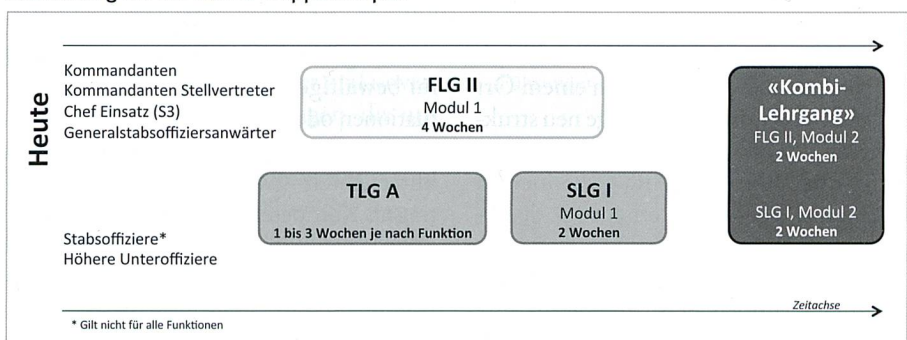 Heute
Kommandanten
Kommandanten Stellvertreter
Chef Einsatz (S3)
Generalstabsoffiziersanwärter
FLG II
Modul 1
4 Wochen
TLG A
1 bis 3 Wochen je nach Funktion
SLG I
Modul 1
2 Wochen
«Kombi-
Lehrgang»
FLG II, Modul 2
2 Wochen
SLG I, Modul 2
2 Wochen
Stabsoffiziere*
Höhere Unteroffiziere
Zeitachse
* Gilt nicht für alle Funktionen